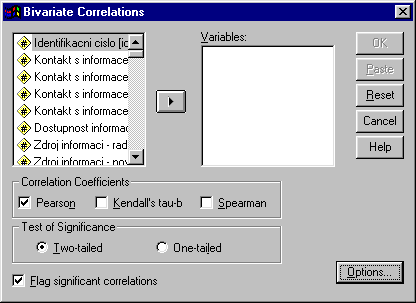 Bivariate Correlations
Identifikacni cislo [ic
Kontakt s informace
Kontakt s informace
Kontakt s informace
Kontakt s informace
Dostupnost informac
Zdroj informaci - rad
Zdroj informaci - nov
Variables:
OK
Paste
Reset
Cancel
Help
Correlation Coefficients
Pearson
Kendall's tau-b
Spearman
Test of Significance
Two-tailed
One-tailed
Flag significant correlations
Options...